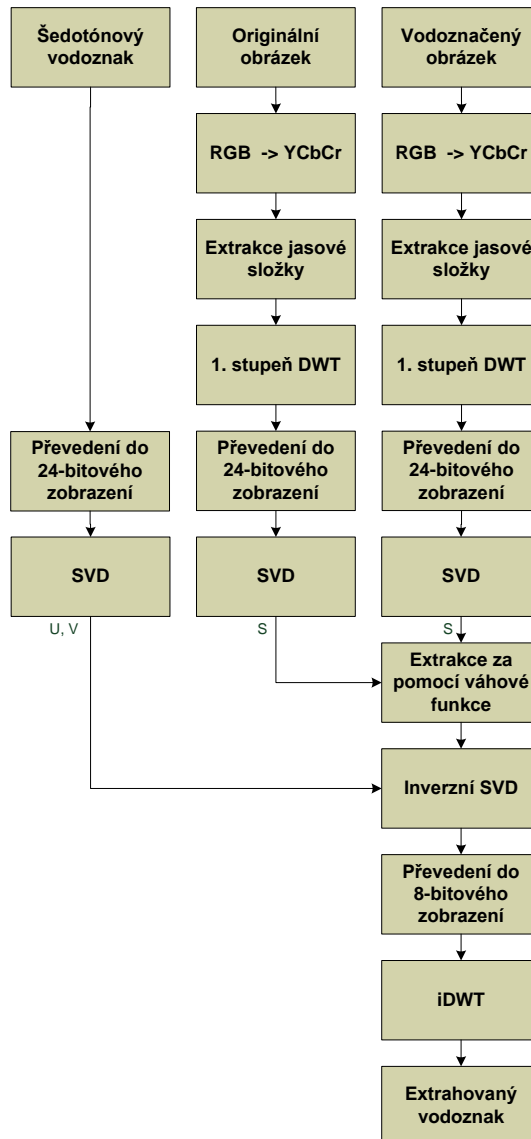 Šedotónový
vodoznak
Originální
obrázek
Vodoznačený
obrázek
RGB -> YCbCr
RGB -> YCbCr
Extrakce jasové
složky
Extrakce jasové
složky
1. stupeň DWT
1. stupeň DWT
Převedení do
24-bitového
zobrazení
Převedení do
24-bitového
zobrazení
Převedení do
24-bitového
zobrazení
SVD
SVD
SVD
U, V
S
S
Extrakce za
pomocí váhové
funkce
Inverzní SVD
Převedení do
8-bitového
zobrazení
iDWT
Extrahovaný
vodoznak